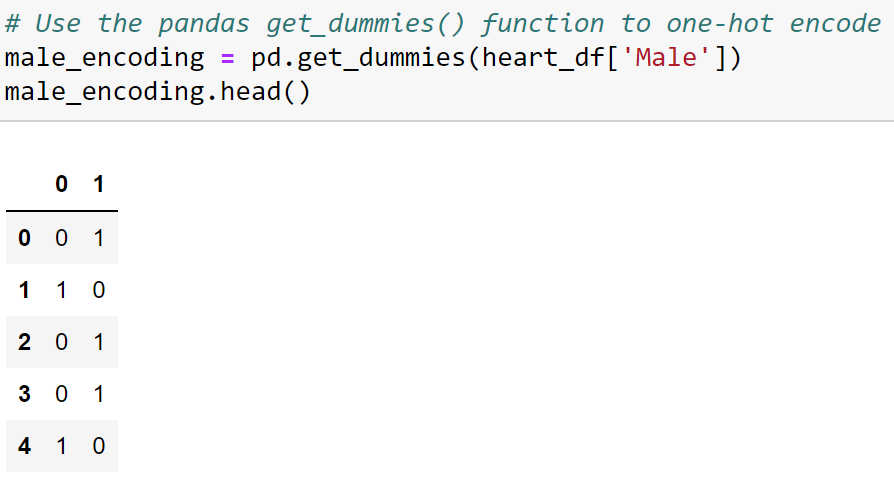 # Use the pandas get_dummies() function to one-hot encode
male_encoding = pd.get_dummies(heart_df['Male'])
male_encoding.head()
0 1
0 0 1
1 1 0
2 0 1
3 0 1
4 1 0